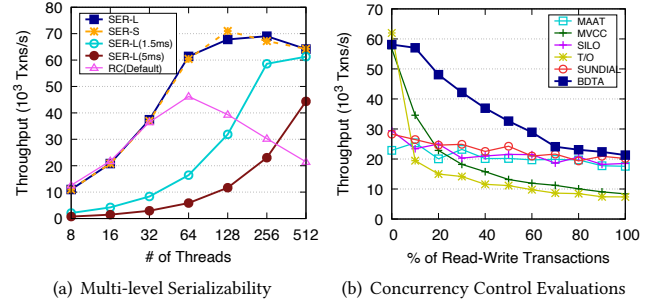 80
70
60
50
40
30
20
10
0
Throughput (10³ Txns/s)
SER-L
SER-S
SER-L(1.5ms)
SER-L(5ms)
RC(Default)
8 16 32 64 128 256 512
# of Threads
(a) Multi-level Serializability
70
60
50
40
30
20
10
0
Throughput (10³ Txns/s)
MAAT
MVCC
SILO
T/O
SUNDIAL
BDTA
0 20 40 60 80 100
% of Read-Write Transactions
(b) Concurrency Control Evaluations